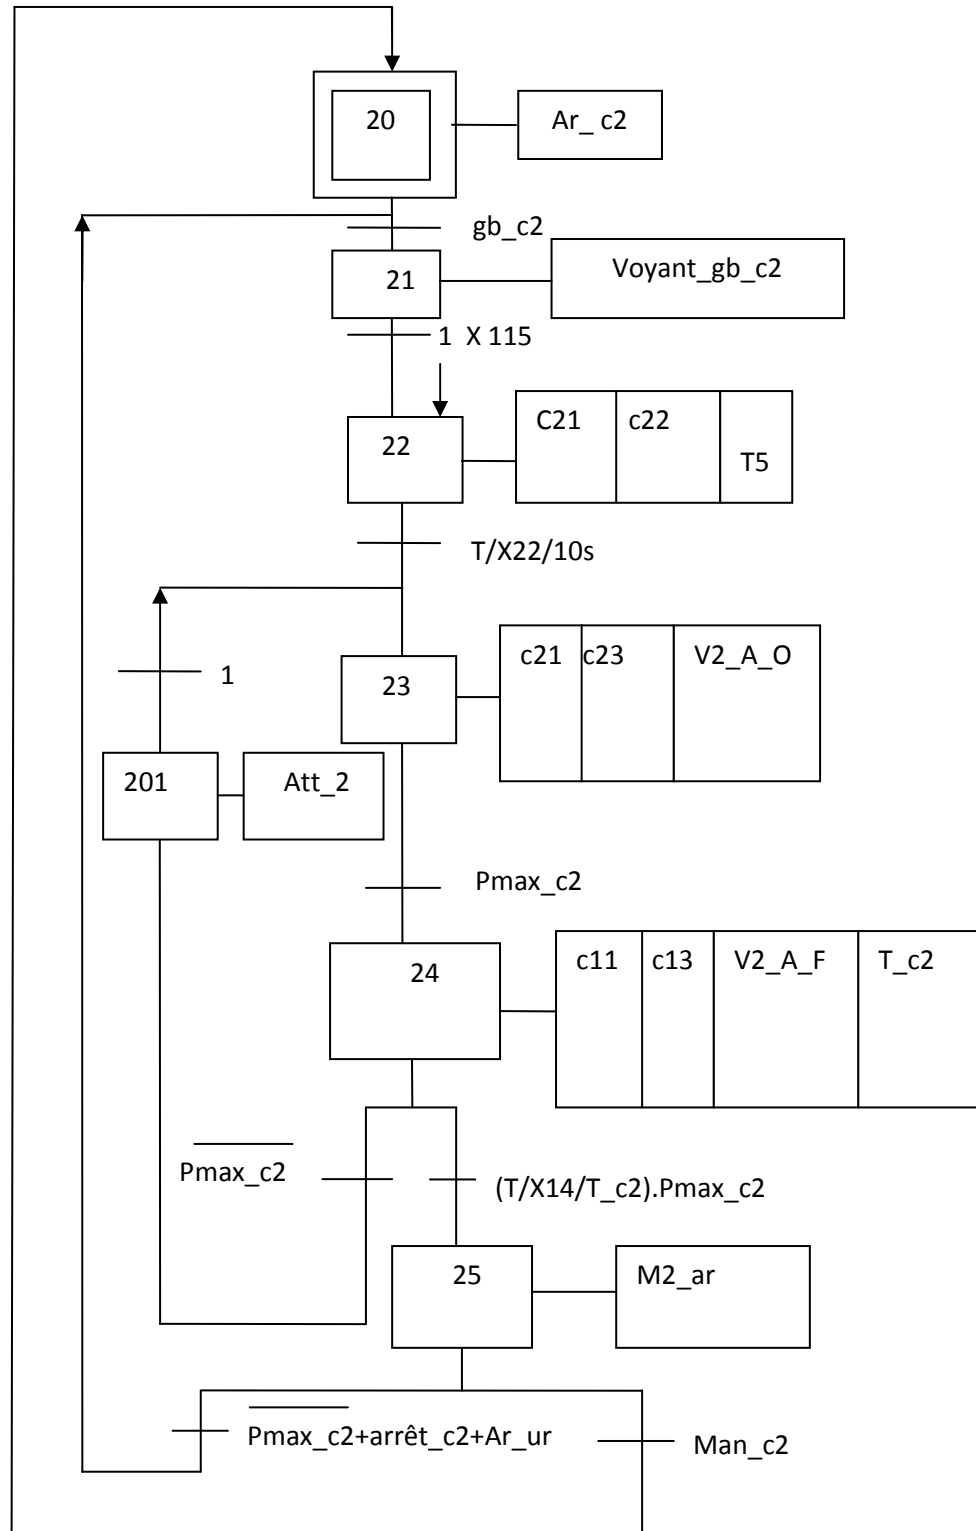 20
Ar_ c2
gb_c2
21
Voyant_gb_c2
1 X 115
22
C21
c22
T5
T/X22/10s
1
23
c21
c23
V2_A_O
201
Att_2
Pmax_c2
24
c11
c13
V2_A_F
T_c2
Pmax_c2
(T/X14/T_c2).Pmax_c2
25
M2_ar
Pmax_c2+arrêt_c2+Ar_ur
Man_c2